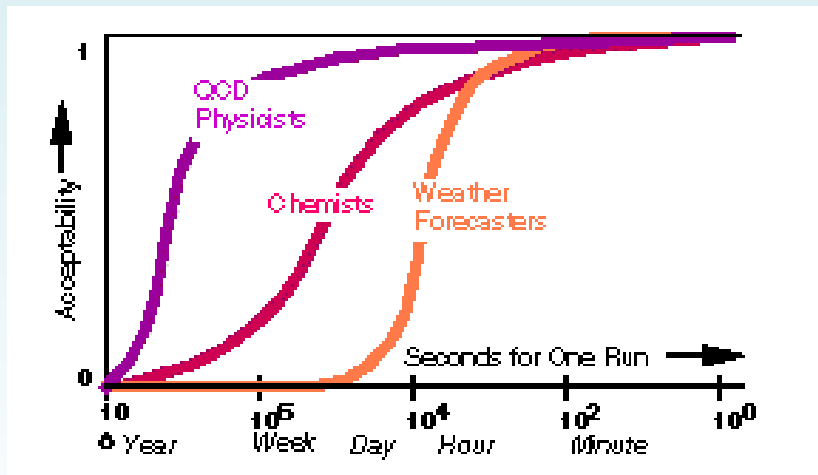 1
QCD
Physicists
Chemists
Weather
Forecasters
Acceptability
Seconds for One Run
0
10
10⁶
10⁴
10²
10⁰
Year Week Day Hour Minute